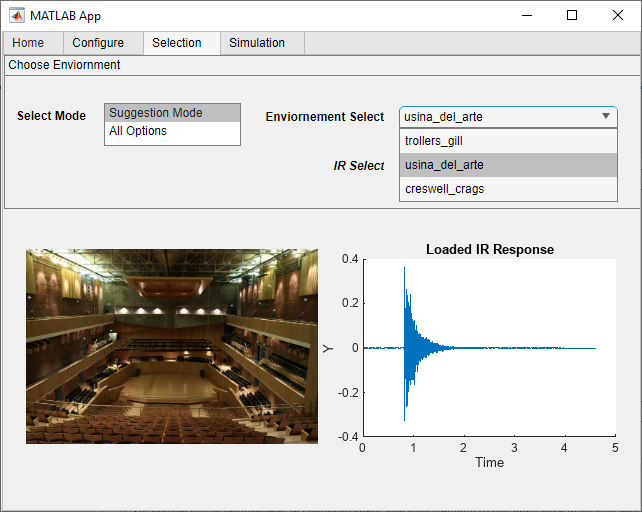 MATLAB App
Home Configure Selection Simulation
Choose Enviornment
Select Mode
Suggestion Mode
All Options
Enviornement Select
usina_del_arte
trollers_gill
IR Select
usina_del_arte
creswell_crags
Loaded IR Response
0.4
0.2
0
-0.2
-0.4
Y
0 1 2 3 4 5
Time